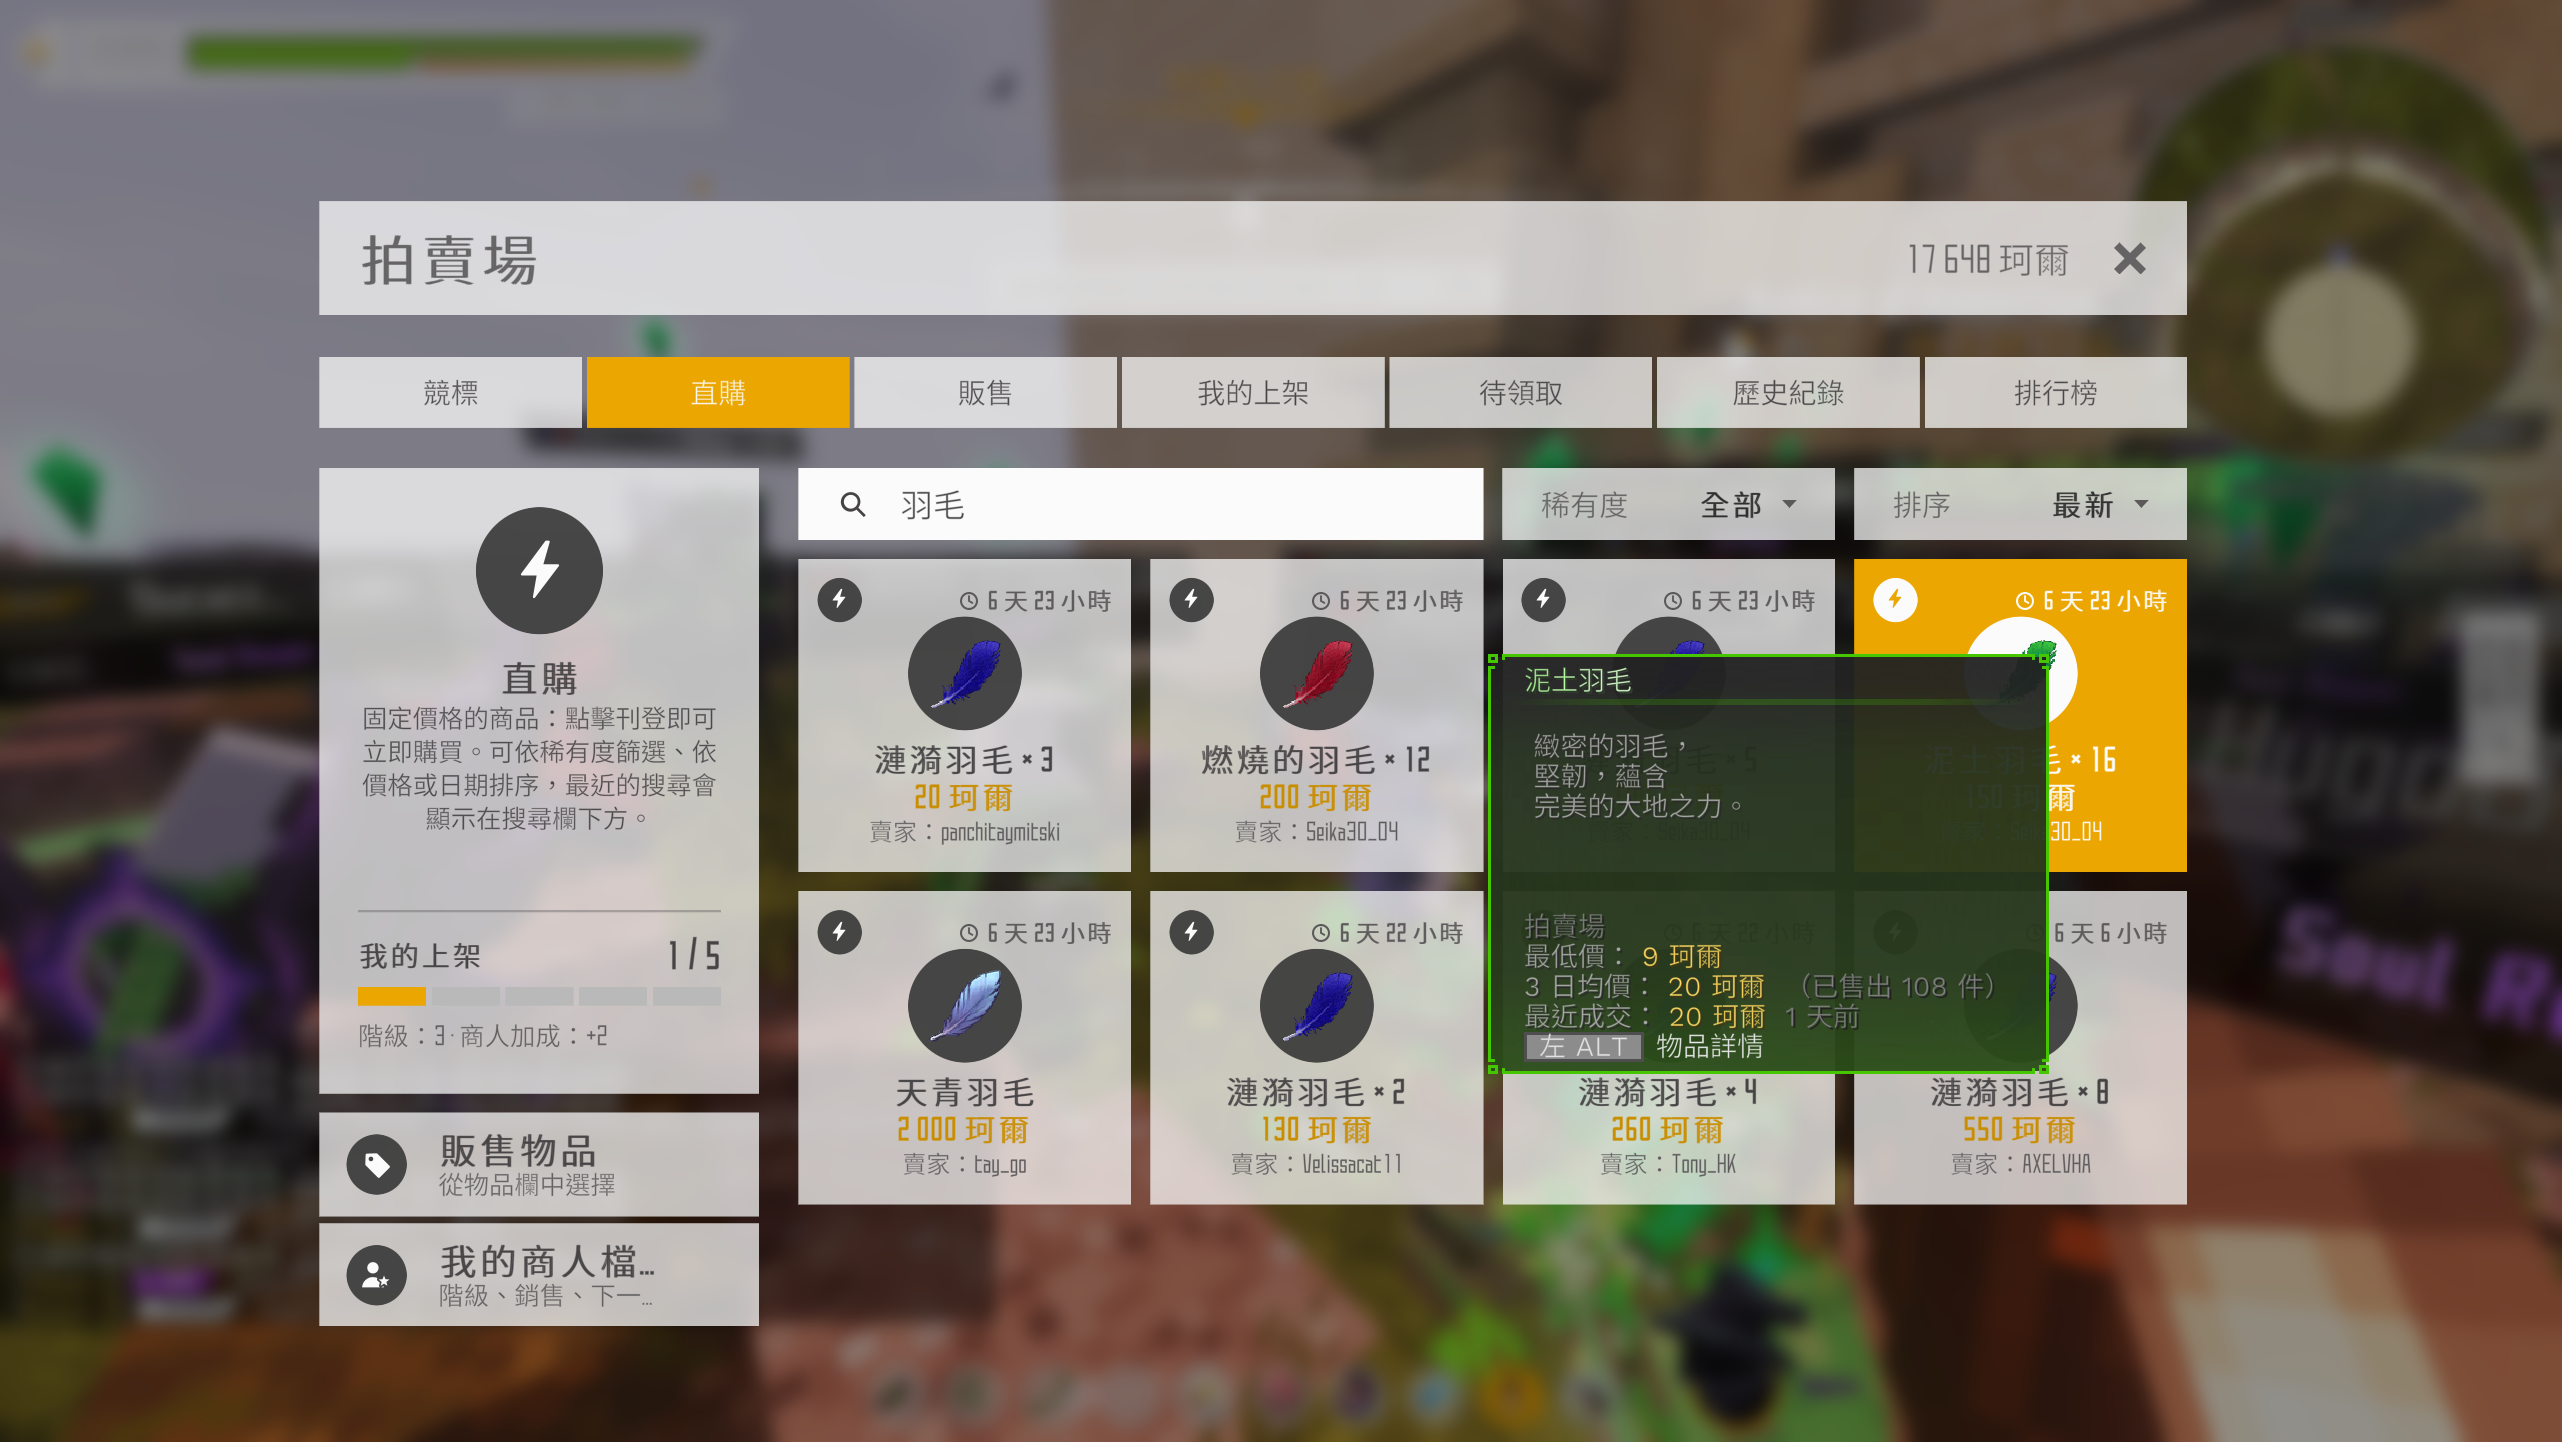 拍賣場
17 648 珂爾
競標
直購
販售
我的上架
待領取
歷史紀錄
排行榜
直購
固定價格的商品：點擊刊登即可
立即購買。可依稀有度篩選、依
價格或日期排序，最近的搜尋會
顯示在搜尋欄下方。
我的上架 1 / 5
階級：3 · 商人加成：+2
販售物品
從物品欄中選擇
我的商人檔...
階級、銷售、下一...
羽毛
稀有度 全部
排序 最新
6 天 23 小時
漣漪羽毛 × 3
20 珂爾
賣家：panchitaymitski
6 天 23 小時
燃燒的羽毛 × 12
200 珂爾
賣家：Seika30_04
6 天 23 小時
6 天 23 小時
毛 × 16
爾
30_04
泥土羽毛
緻密的羽毛，
堅韌，蘊含
完美的大地之力。
拍賣場
最低價： 9 珂爾
3 日均價： 20 珂爾 （已售出 108 件）
最近成交： 20 珂爾 1 天前
左 ALT 物品詳情
6 天 23 小時
天青羽毛
2 000 珂爾
賣家：tay_go
6 天 22 小時
漣漪羽毛 × 2
130 珂爾
賣家：Velissacat11
漣漪羽毛 × 4
260 珂爾
賣家：Tony_HK
6 天 6 小時
漣漪羽毛 × 8
550 珂爾
賣家：AXELVHA